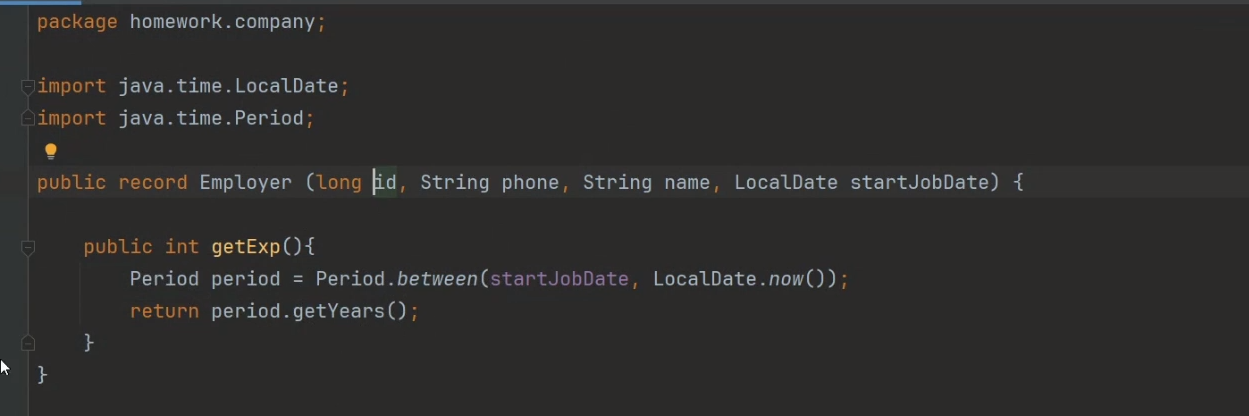 package homework.company;
import java.time.LocalDate;
import java.time.Period;
public record Employer (long id, String phone, String name, LocalDate startJobDate) {
public int getExp(){
Period period = Period.between(startJobDate, LocalDate.now());
return period.getYears();
}
}